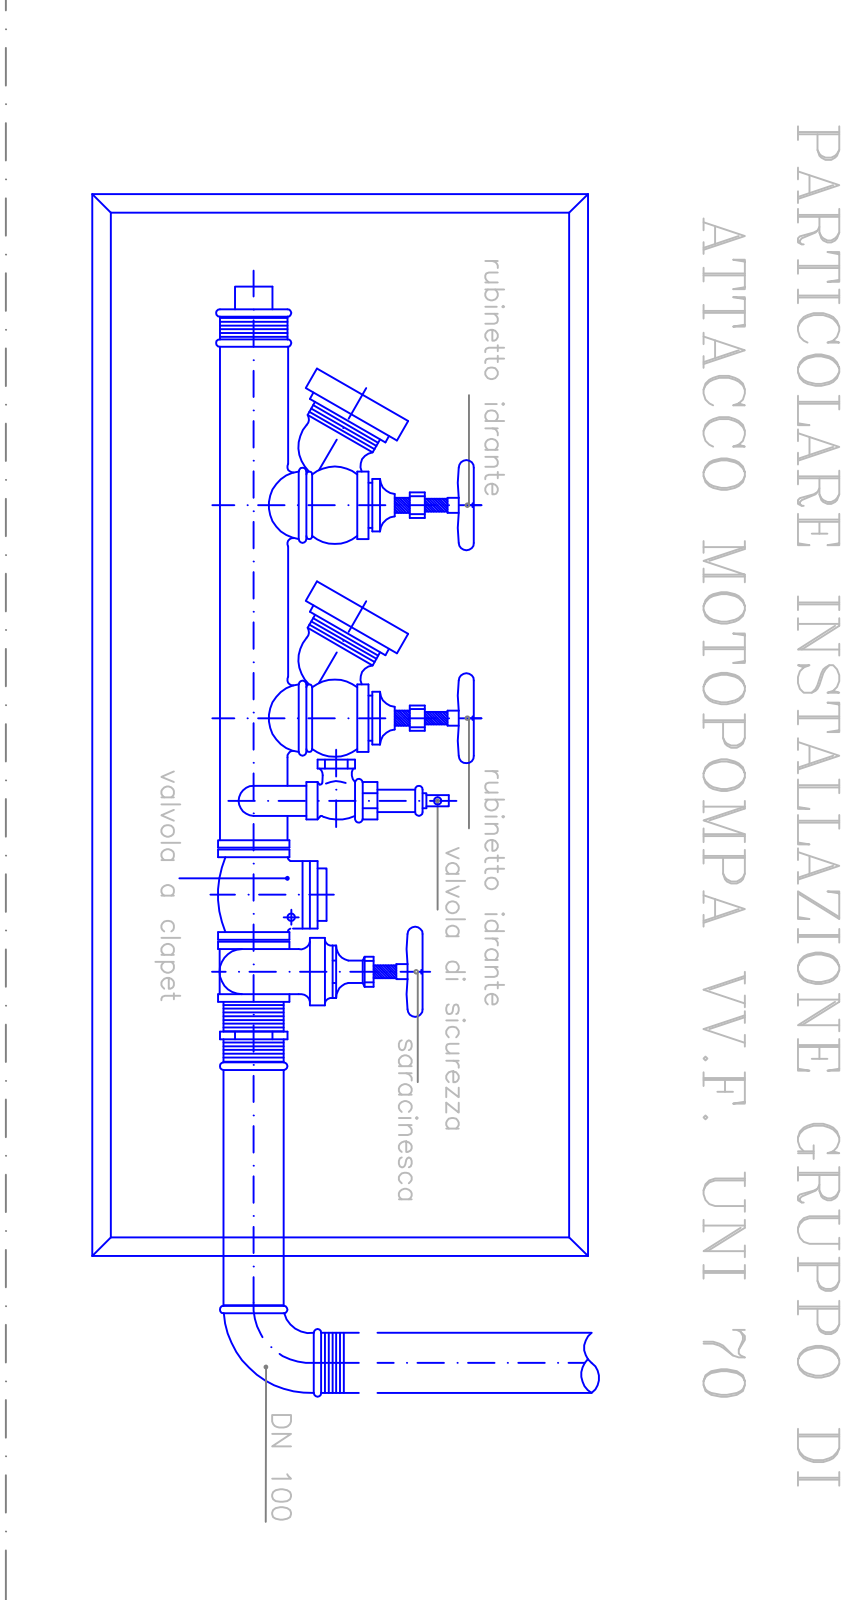 PARTICOLARE INSTALLAZIONE GRUPPO DI
ATTACCO MOTOPOMPA VV.F. UNI 70
rubinetto idrante
rubinetto idrante
valvola di sicurezza
saracinesca
valvola a clapet
DN 100